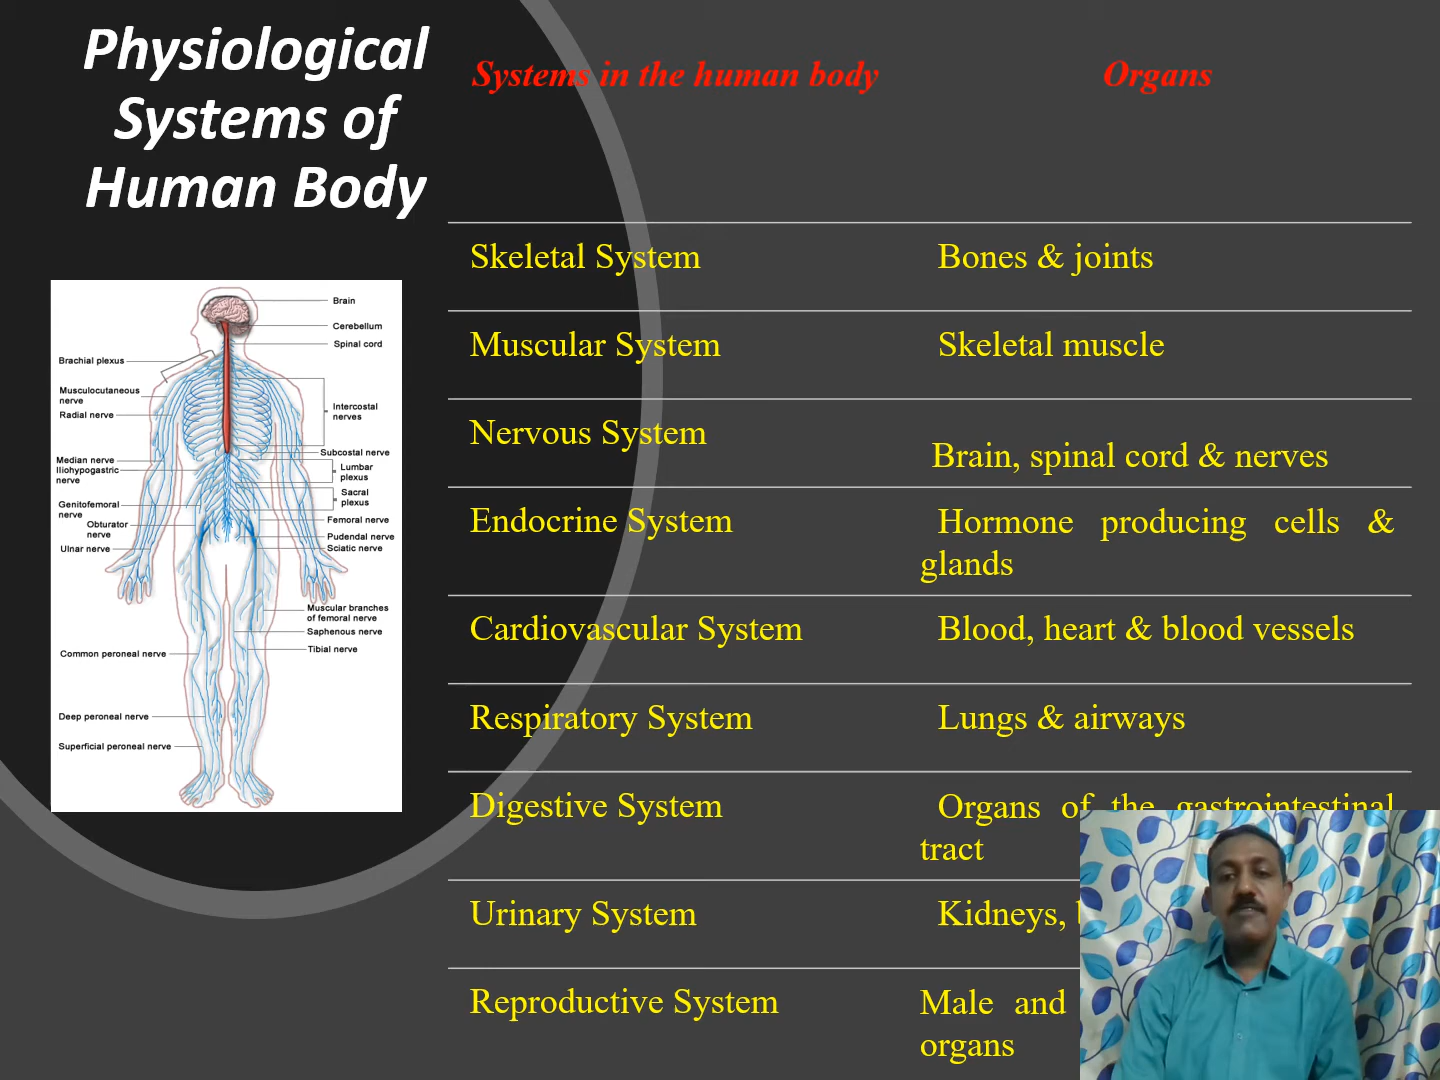 Physiological
Systems of
Human Body
Systems in the human body Organs
Skeletal System Bones & joints
Muscular System Skeletal muscle
Nervous System Brain, spinal cord & nerves
Endocrine System Hormone producing cells &
glands
Cardiovascular System Blood, heart & blood vessels
Respiratory System Lungs & airways
Digestive System Organs of the gastrointestinal
tract
Urinary System Kidneys,
Reproductive System Male and
organs
Brain
Cerebellum
Spinal cord
Brachial plexus
Musculocutaneous
nerve
Radial nerve
Intercostal
nerves
Median nerve
Iliohypogastric
nerve
Subcostal nerve
Lumbar
plexus
Sacral
plexus
Genitofemoral
nerve
Obturator
nerve
Ulnar nerve
Femoral nerve
Pudendal nerve
Sciatic nerve
Muscular branches
of femoral nerve
Saphenous nerve
Tibial nerve
Common peroneal nerve
Deep peroneal nerve
Superficial peroneal nerve